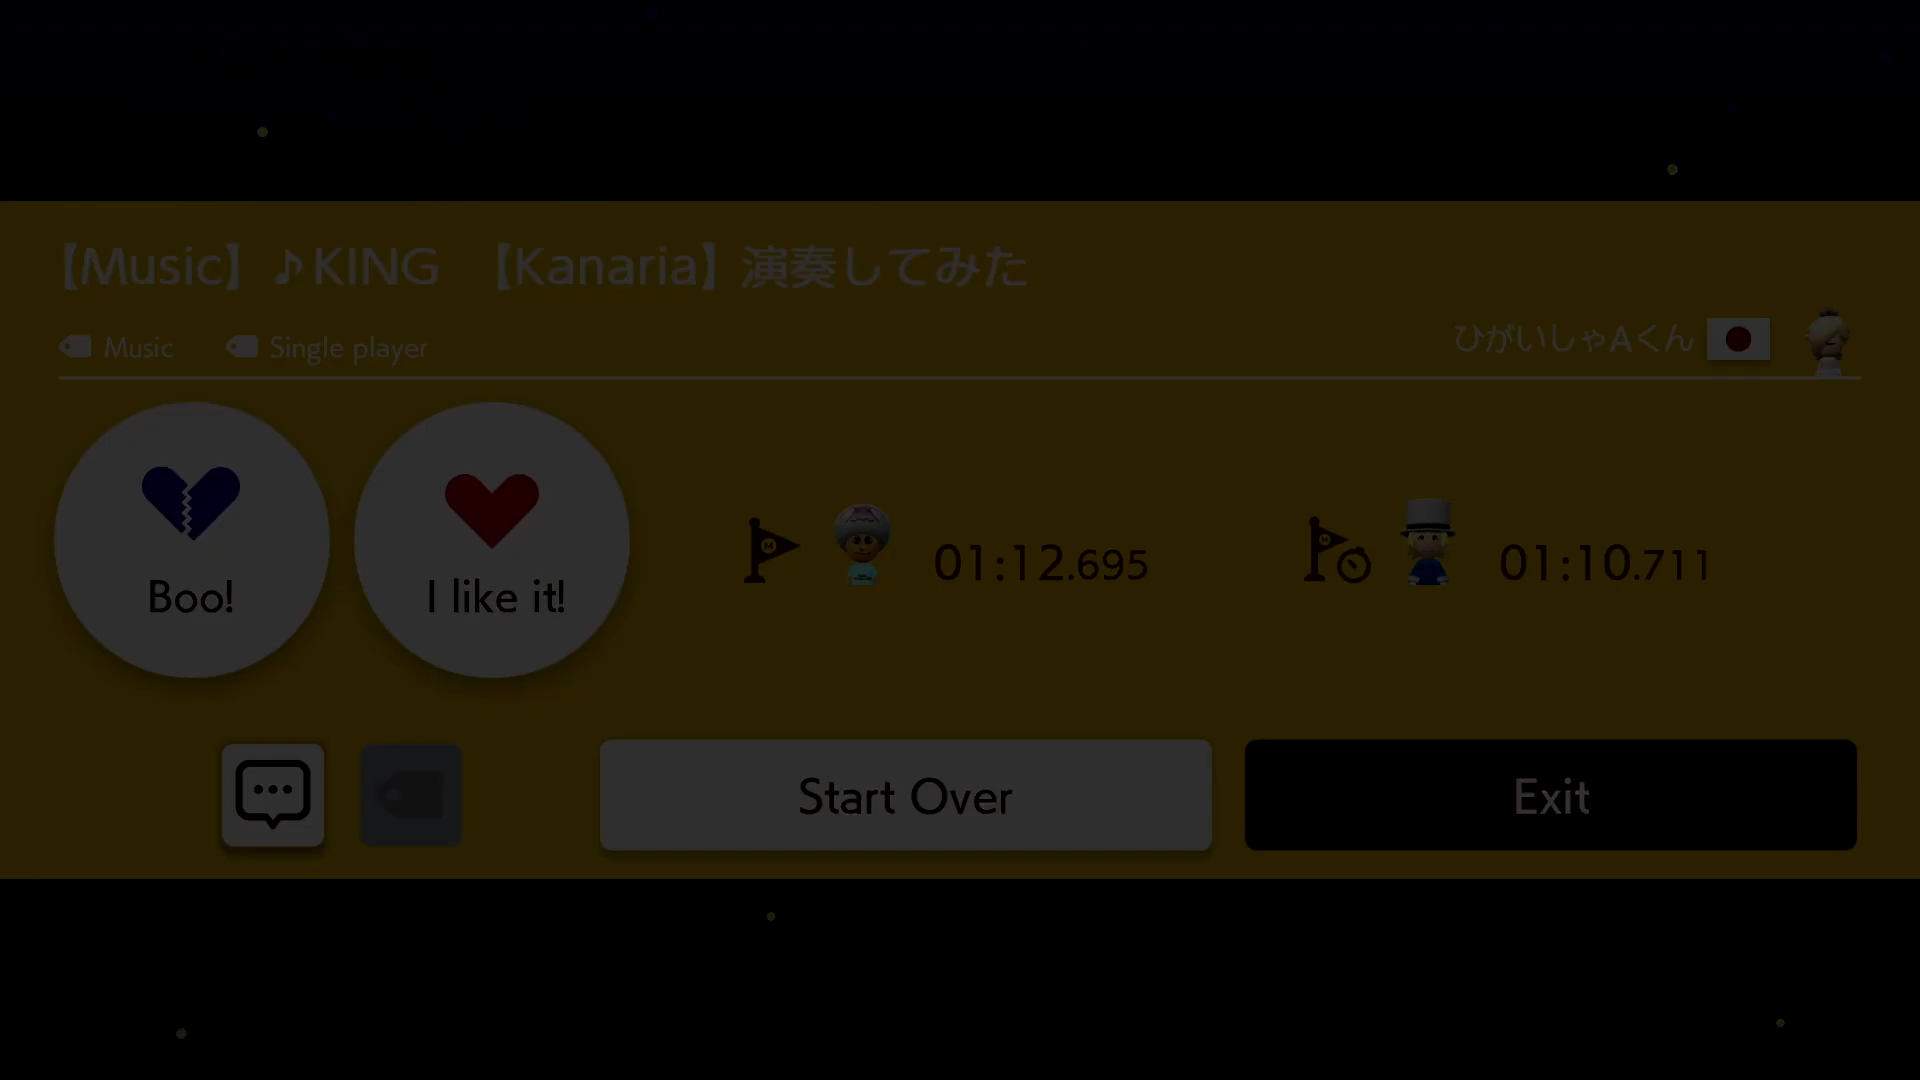 【Music】♪KING 【Kanaria】演奏してみた
Music Single player
ひがいしゃAくん
Boo!
I like it!
M 01:12.695
M 01:10.711
Start Over
Exit